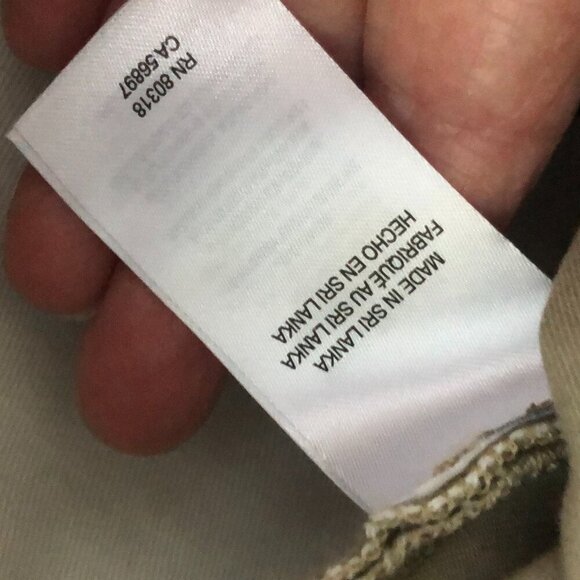 MADE IN SRI LANKA
FABRIQUÉ AU SRI LANKA
HECHO EN SRI LANKA
RN 80318
CA 56897